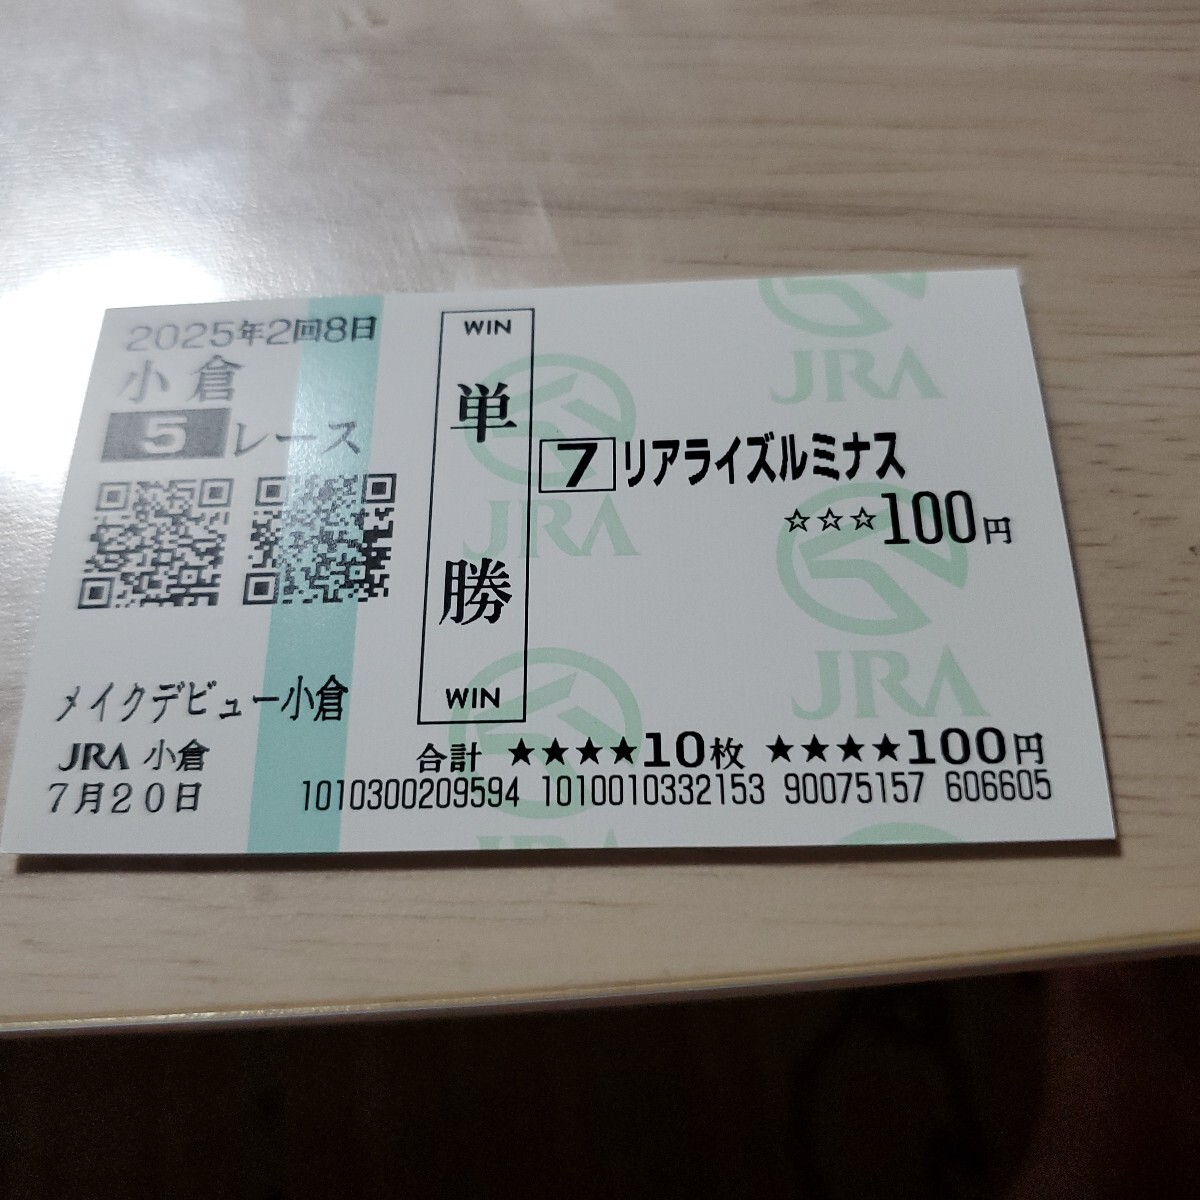 2025年2回8日
小倉
5レース
メイクデビュー小倉
JRA 小倉
7月20日
WIN
単勝
WIN
7 リアライズルミナス
☆☆☆100円
合計 ★★★★10枚 ★★★★100円
1010300209594 1010010332153 90075157 606605
JRA
JRA
JRA